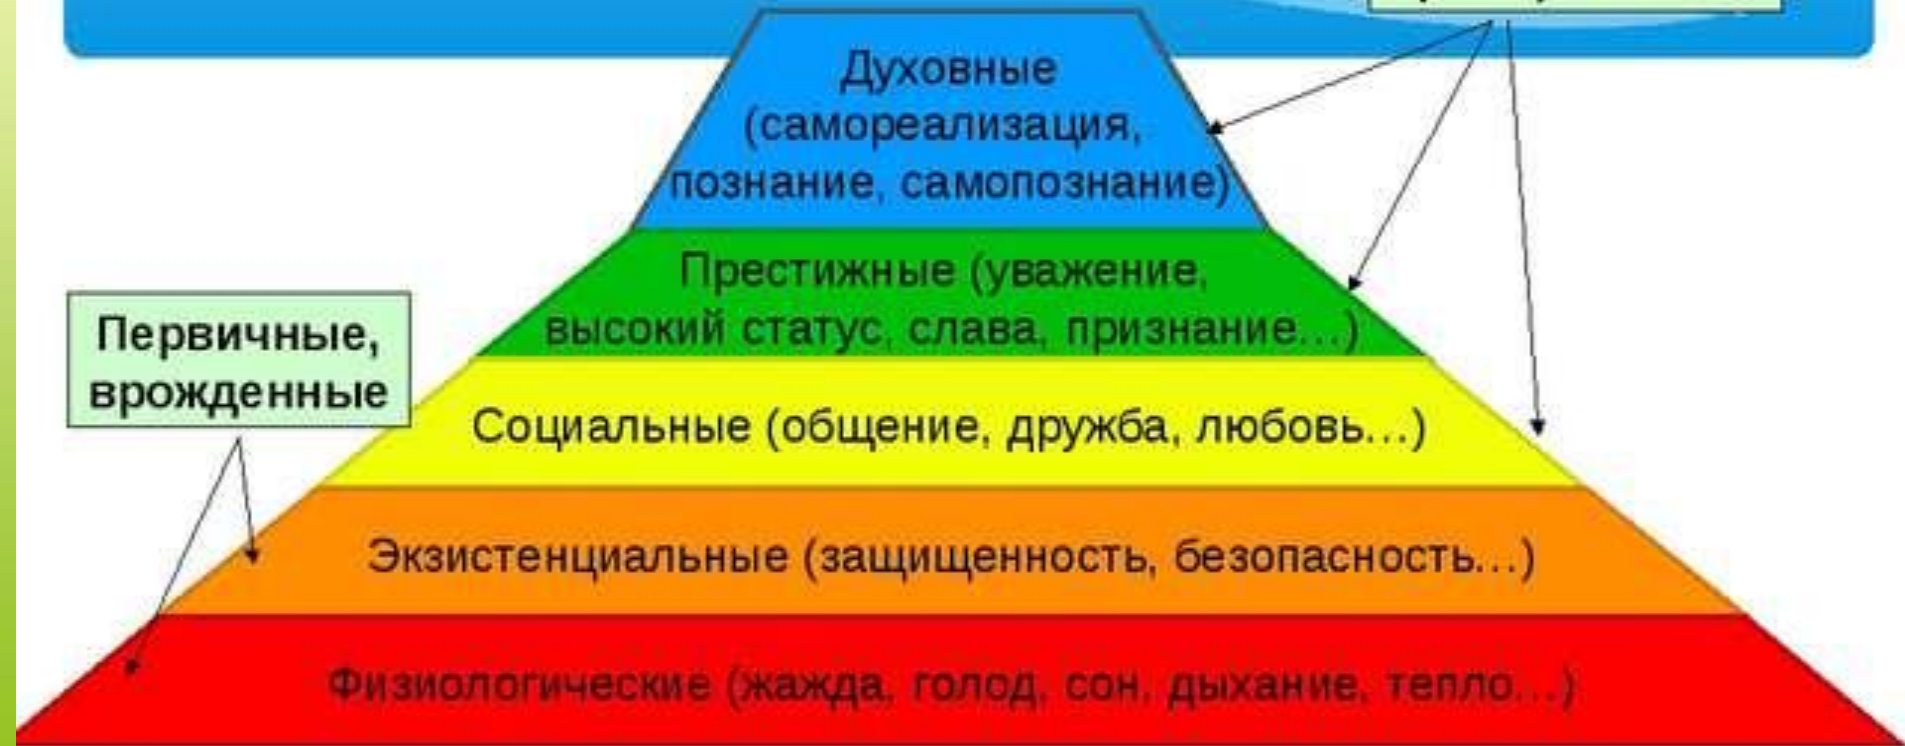 Духовные
(самореализация,
познание, самопознание)
Престижные (уважение,
высокий статус, слава, признание...)
Первичные,
врожденные
Социальные (общение, дружба, любовь...)
Экзистенциальные (защищенность, безопасность...)
Физиологические (жажда, голод, сон, дыхание, тепло...)